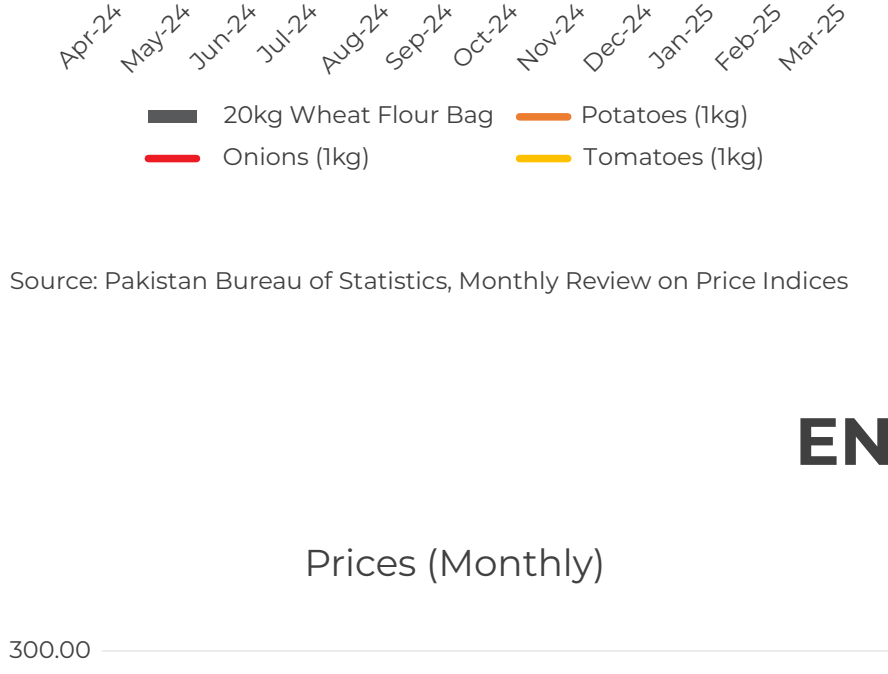 Apr-24 May-24 Jun-24 Jul-24 Aug-24 Sep-24 Oct-24 Nov-24 Dec-24 Jan-25 Feb-25 Mar-25
20kg Wheat Flour Bag Potatoes (1kg)
Onions (1kg) Tomatoes (1kg)
Source: Pakistan Bureau of Statistics, Monthly Review on Price Indices
EN
Prices (Monthly)
300.00